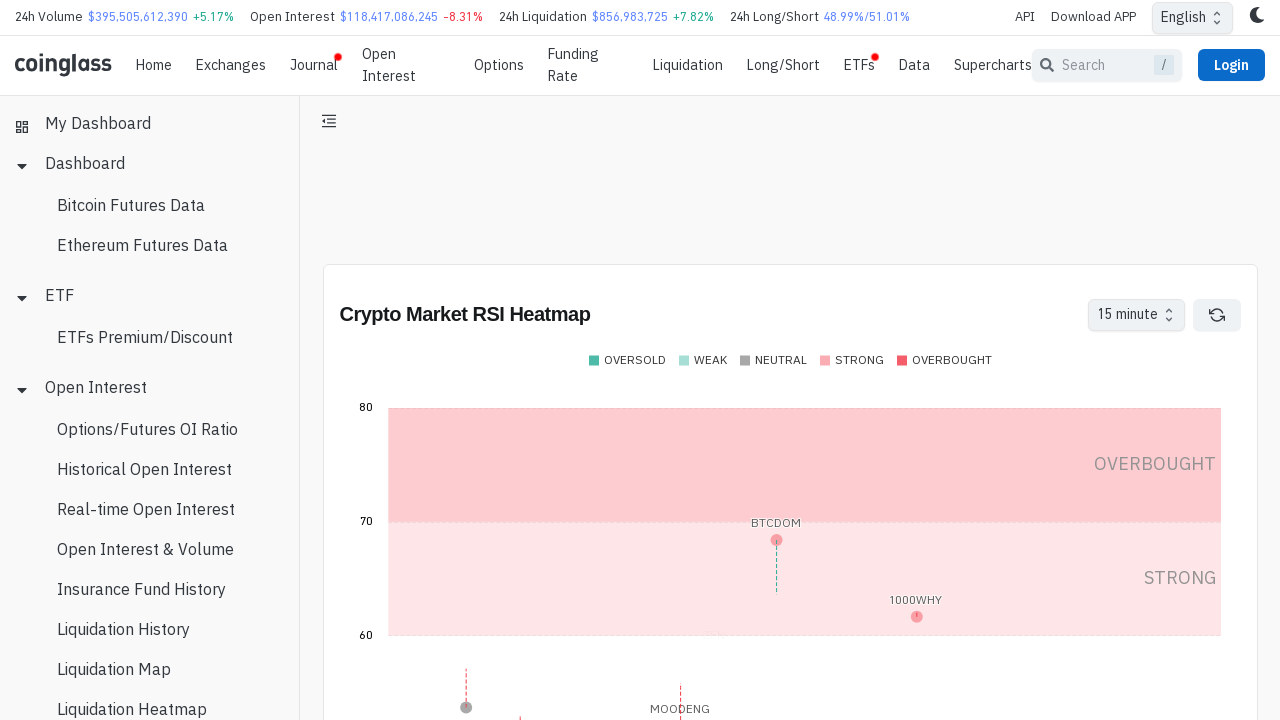 24h Volume $395,505,612,390 +5.17% Open Interest $118,417,086,245 -8.31% 24h Liquidation $856,983,725 +7.82% 24h Long/Short 48.99%/51.01% API Download APP English
coinglass Home Exchanges Journal Open Interest Options Funding Rate Liquidation Long/Short ETFs Data Supercharts Search / Login
My Dashboard
Dashboard
Bitcoin Futures Data
Ethereum Futures Data
ETF
ETFs Premium/Discount
Open Interest
Options/Futures OI Ratio
Historical Open Interest
Real-time Open Interest
Open Interest & Volume
Insurance Fund History
Liquidation History
Liquidation Map
Liquidation Heatmap
Crypto Market RSI Heatmap 15 minute
OVERSOLD WEAK NEUTRAL STRONG OVERBOUGHT
80
OVERBOUGHT
70
BTCDOM
STRONG
1000WHY
60
MOODENG